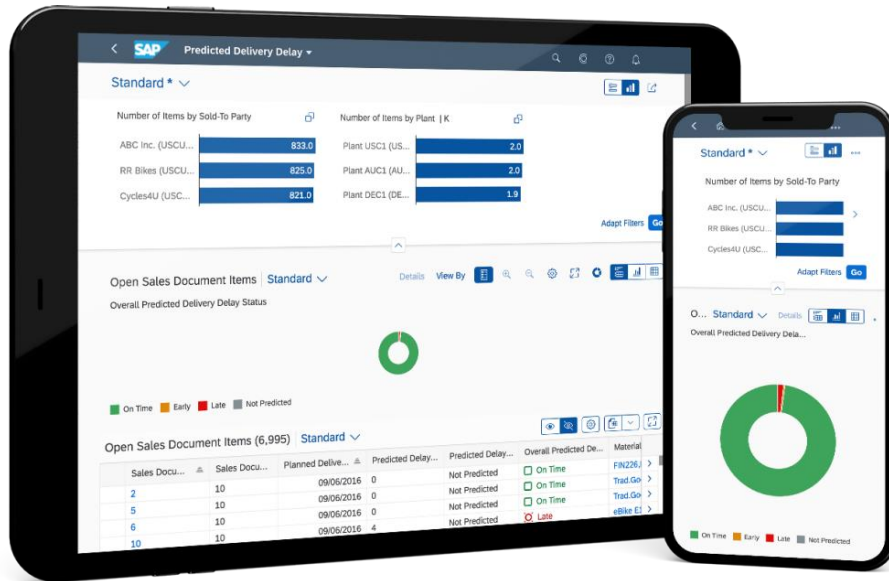 SAP Predicted Delivery Delay
Standard *
Number of Items by Sold-To Party
Number of Items by Plant | K
ABC Inc. (USCU... 833.0
RR Bikes (USCU... 825.0
Cycles4U (USC... 821.0
Plant USC1 (US... 2.0
Plant AUC1 (AU... 2.0
Plant DEC1 (DE... 1.9
Adapt Filters Go
Open Sales Document Items Standard Details View By
Overall Predicted Delivery Delay Status
On Time Early Late Not Predicted
Open Sales Document Items (6,995) Standard
Sales Docu... Sales Docu... Planned Delive... Predicted Delay... Predicted Delay... Overall Predicted De... Material
2 10 09/06/2016 0 Not Predicted On Time FIN226,
5 10 09/06/2016 0 Not Predicted On Time Trad.Go
6 10 09/06/2016 0 Not Predicted On Time Trad.Go
10 10 09/06/2016 4 Not Predicted Late eBike E1
Standard *
Number of Items by Sold-To Party
ABC Inc. (USCU...
RR Bikes (USCU...
Cycles4U (USC...
Adapt Filters Go
O... Standard Details
Overall Predicted Delivery Dela...
On Time Early Late Not Predicted